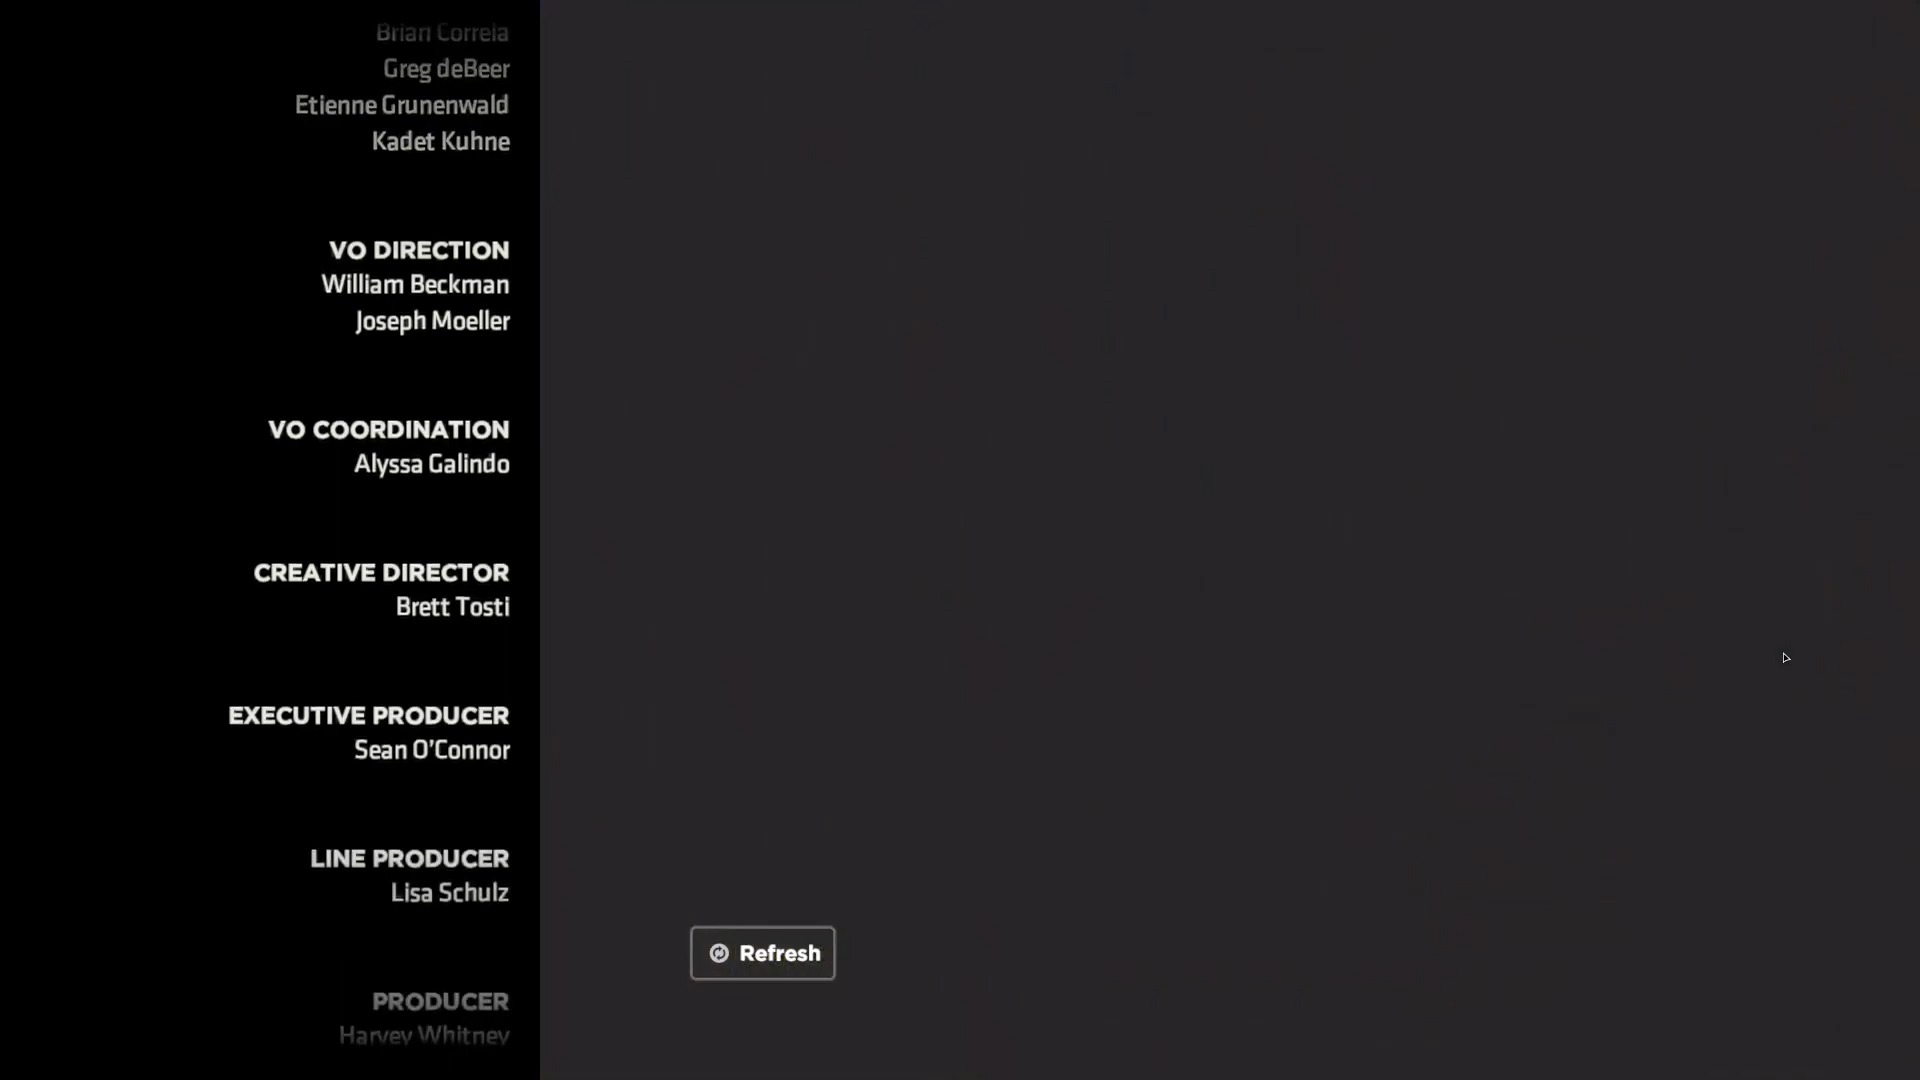 Brian Correia
Greg deBeer
Etienne Grunenwald
Kadet Kuhne
VO DIRECTION
William Beckman
Joseph Moeller
VO COORDINATION
Alyssa Galindo
CREATIVE DIRECTOR
Brett Tosti
EXECUTIVE PRODUCER
Sean O’Connor
LINE PRODUCER
Lisa Schulz
Refresh
PRODUCER
Harvey Whitney